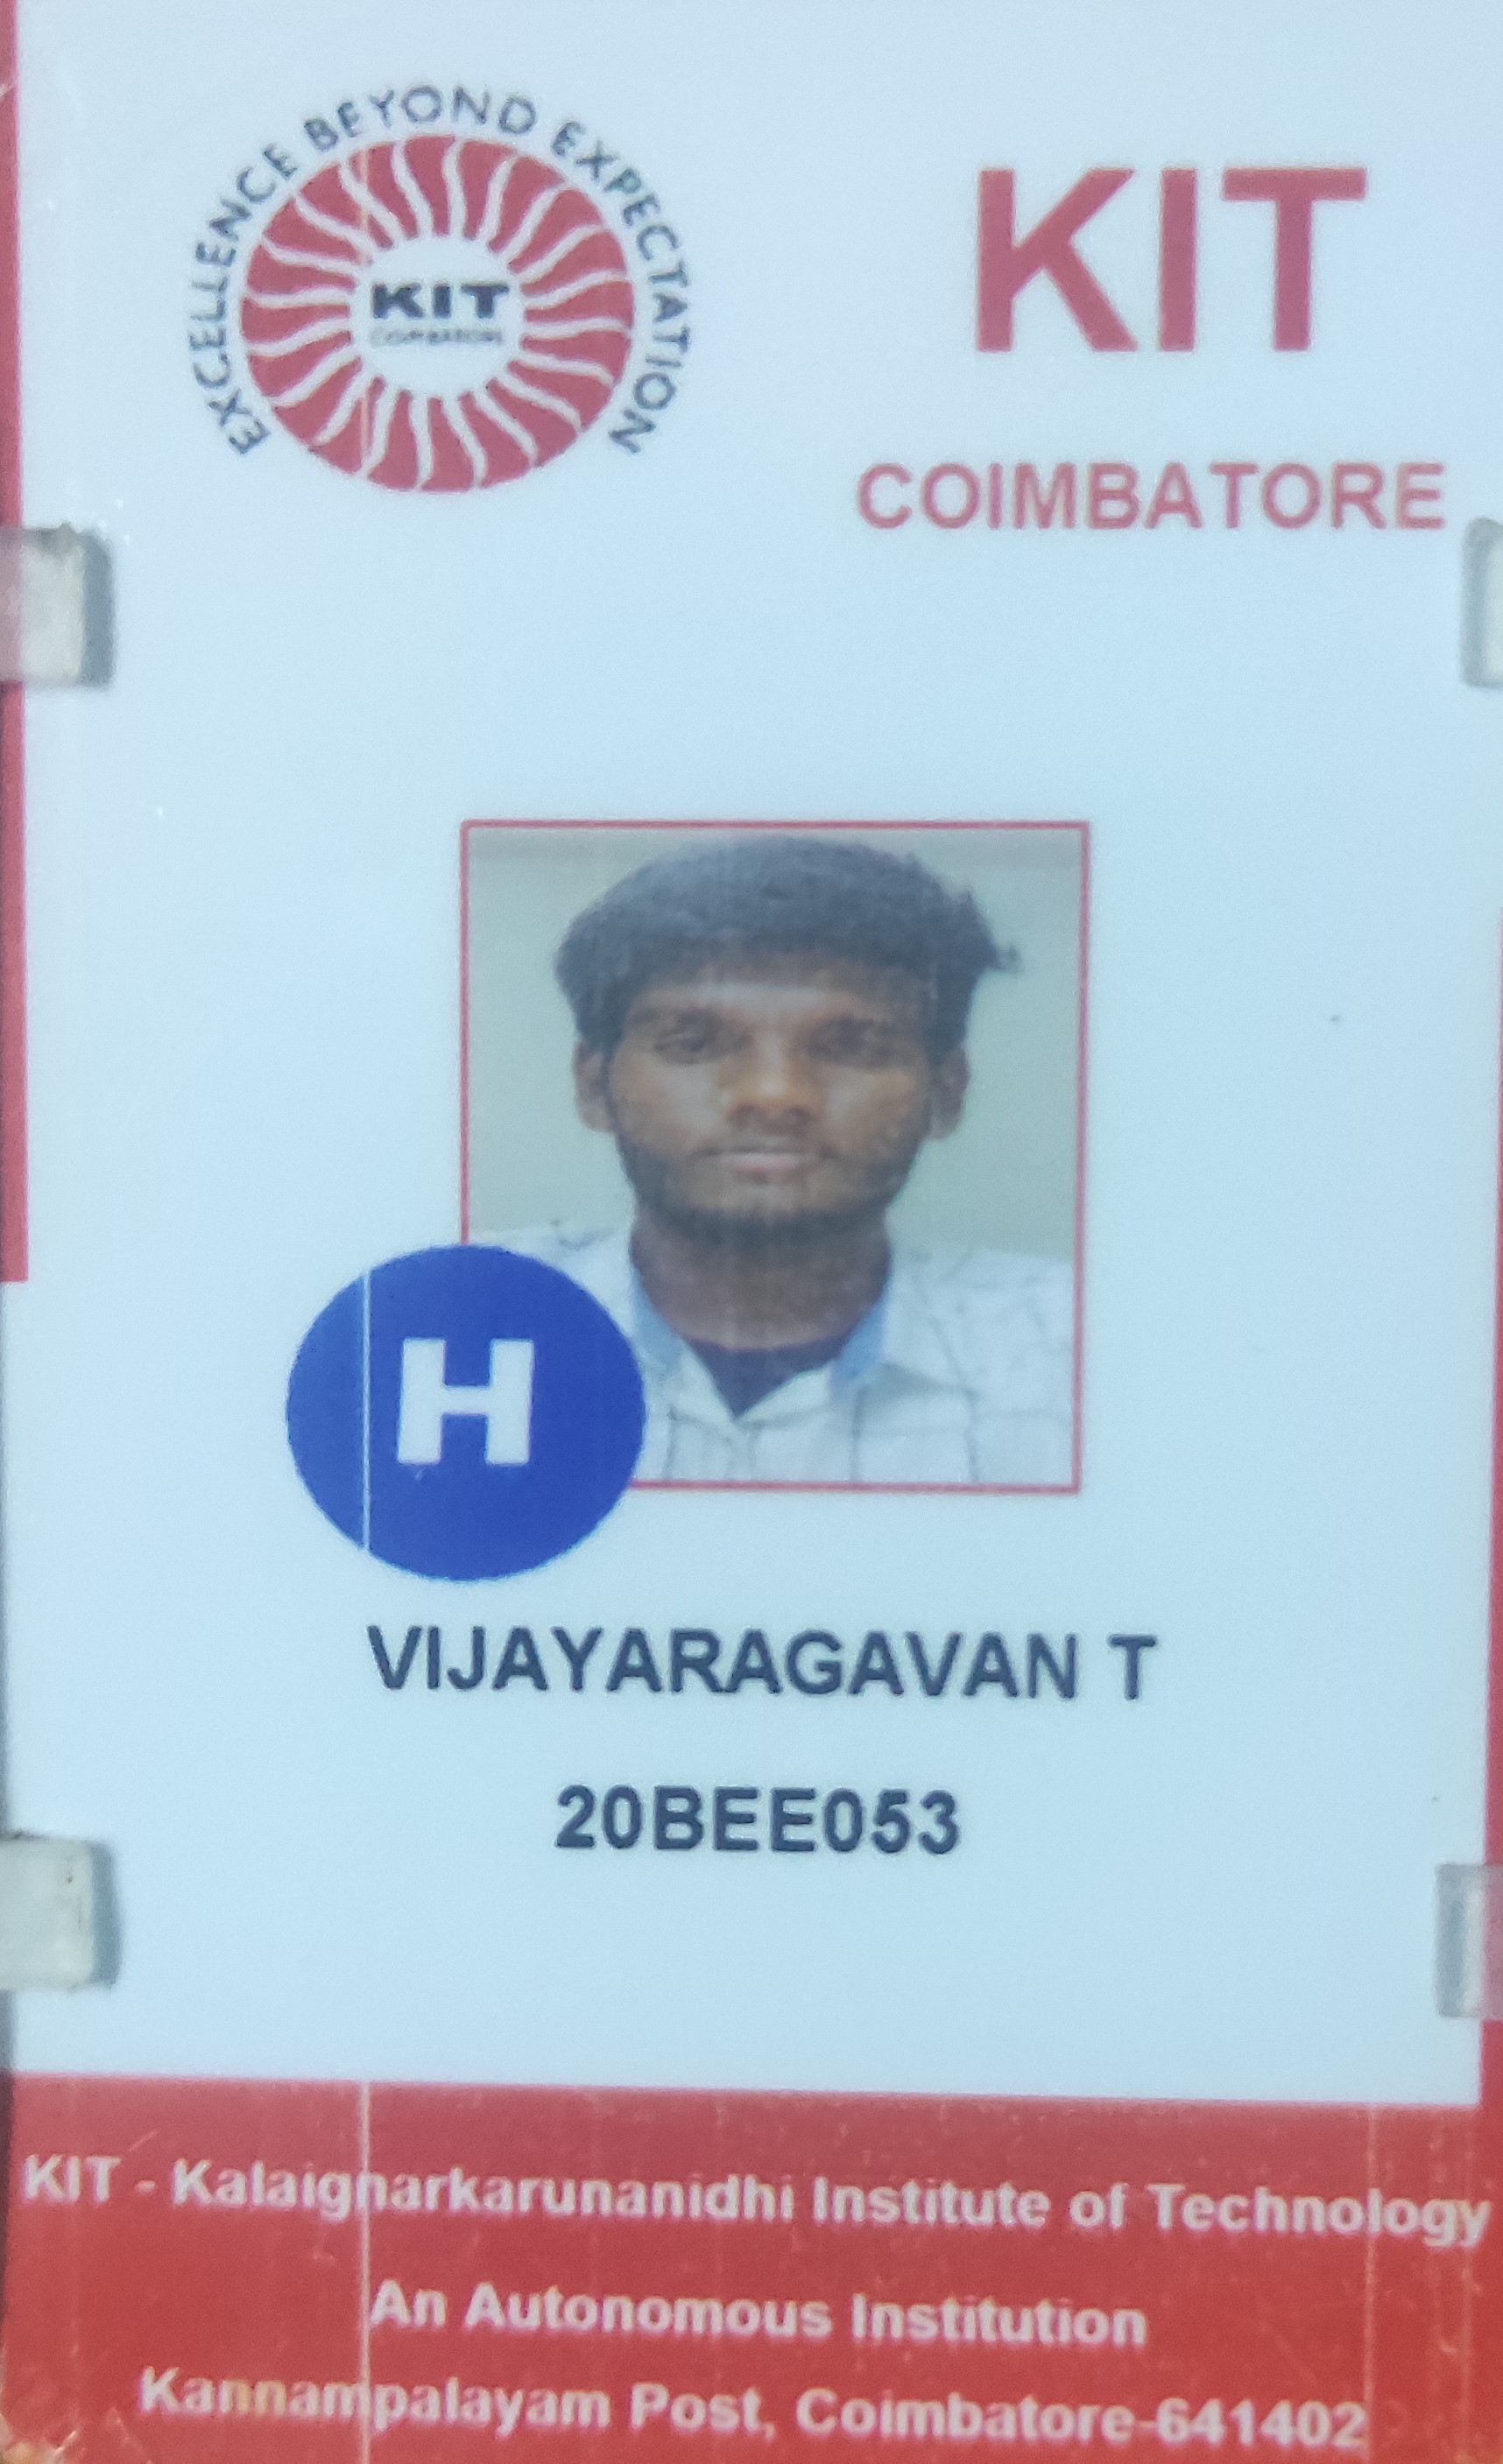 EXCELLENCE BEYOND EXPECTATION
KIT
COIMBATORE
KIT
COIMBATORE
H
VIJAYARAGAVAN T
20BEE053
KIT - Kalaignarkarunanidhi Institute of Technology
An Autonomous Institution
Kannampalayam Post, Coimbatore-641402